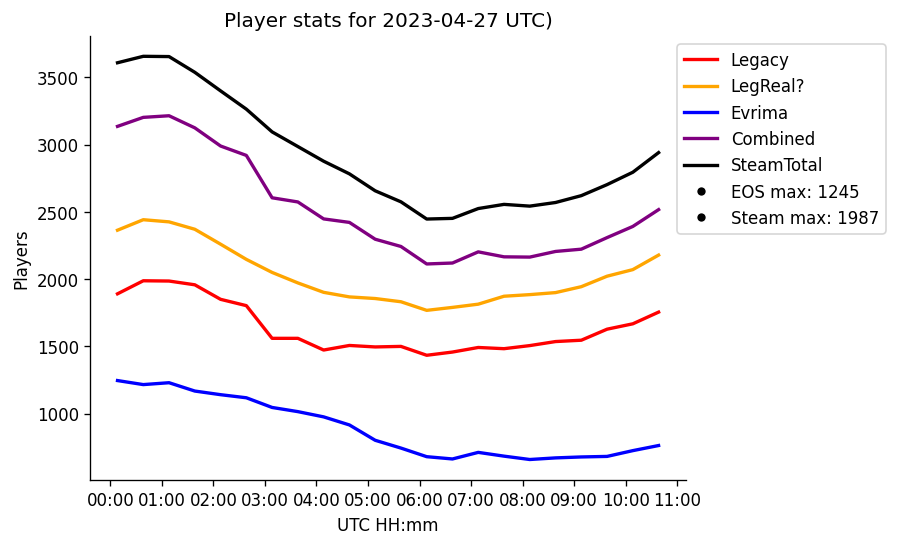 Player stats for 2023-04-27 UTC)
Legacy
LegReal?
Evrima
Combined
SteamTotal
EOS max: 1245
Steam max: 1987
3500
3000
2500
2000
1500
1000
Players
00:00 01:00 02:00 03:00 04:00 05:00 06:00 07:00 08:00 09:00 10:00 11:00
UTC HH:mm